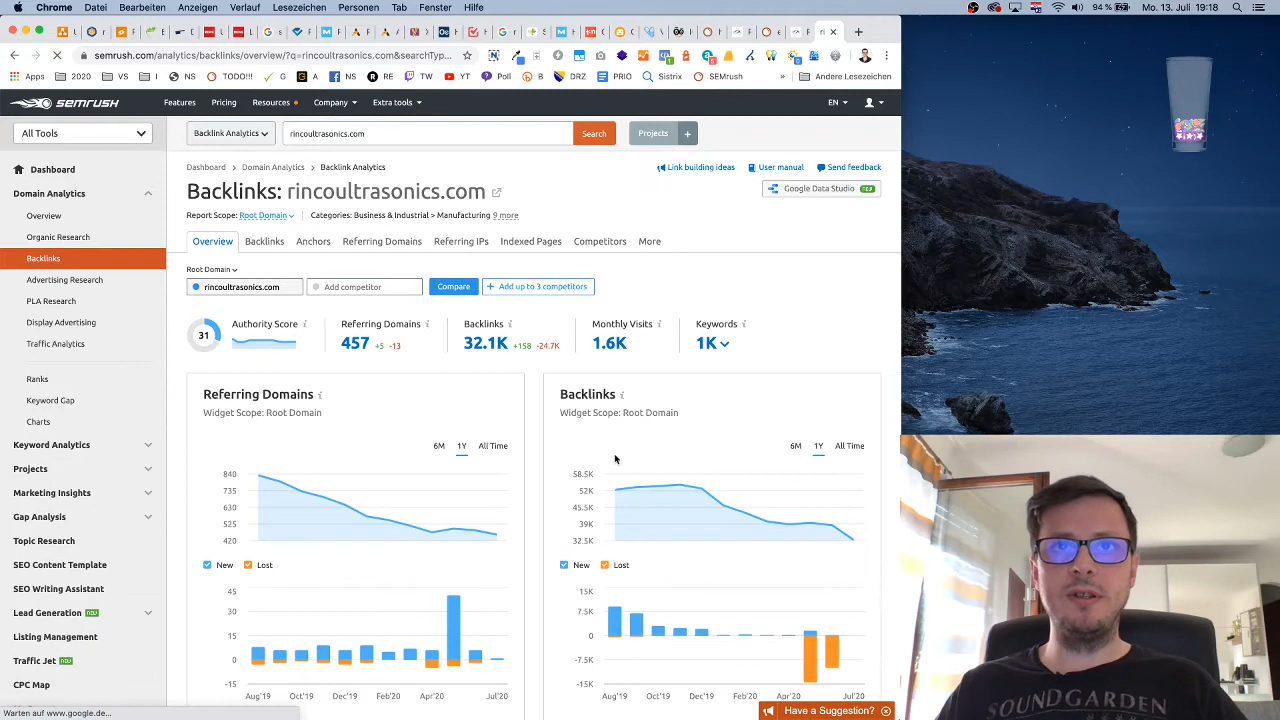 Chrome Datei Bearbeiten Anzeigen Verlauf Lesezeichen Personen Tab Fenster Hilfe 94 % Mo. 13. Juli 19:18
semrush.com/analytics/backlinks/overview/?q=rincoultrasonics.com&searchTyp...
Apps 2020 V NS TODO!!! G A NS RE TW YT Poll B DRZ PRIO Sistrix SEMrush » Andere Lesezeichen
SEMRUSH Features Pricing Resources Company Extra tools EN
All Tools Backlink Analytics rincoultrasonics.com Search Projects +
Dashboard
Domain Analytics
Overview
Organic Research
Backlinks
Advertising Research
PLA Research
Display Advertising
Traffic Analytics
Ranks
Keyword Gap
Charts
Keyword Analytics
Projects
Marketing Insights
Gap Analysis
Topic Research
SEO Content Template
SEO Writing Assistant
Lead Generation new
Listing Management
Traffic Jet new
CPC Map
Warten auf www.google.de...
Dashboard > Domain Analytics > Backlink Analytics Link building ideas User manual Send feedback
Backlinks: rincoultrasonics.com
Google Data Studio new
Report Scope: Root Domain Categories: Business & Industrial > Manufacturing 9 more
Overview Backlinks Anchors Referring Domains Referring IPs Indexed Pages Competitors More
Root Domain
rincoultrasonics.com Add competitor Compare + Add up to 3 competitors
31 Authority Score i Referring Domains i Backlinks i Monthly Visits i Keywords i
457 +5 -13 32.1K +158 -24.7K 1.6K 1K
Referring Domains i
Widget Scope: Root Domain
6M 1Y All Time
840
735
630
525
420
New Lost
45
30
15
0
-15
Aug'19 Oct'19 Dec'19 Feb'20 Apr'20 Jul'20
Backlinks i
Widget Scope: Root Domain
6M 1Y All Time
58.5K
52K
45.5K
39K
32.5K
New Lost
15K
7.5K
0
-7.5K
-15K
Aug'19 Oct'19 Dec'19 Feb'20 Apr'20 Jul'20
Have a Suggestion?
SOUNDGARDEN